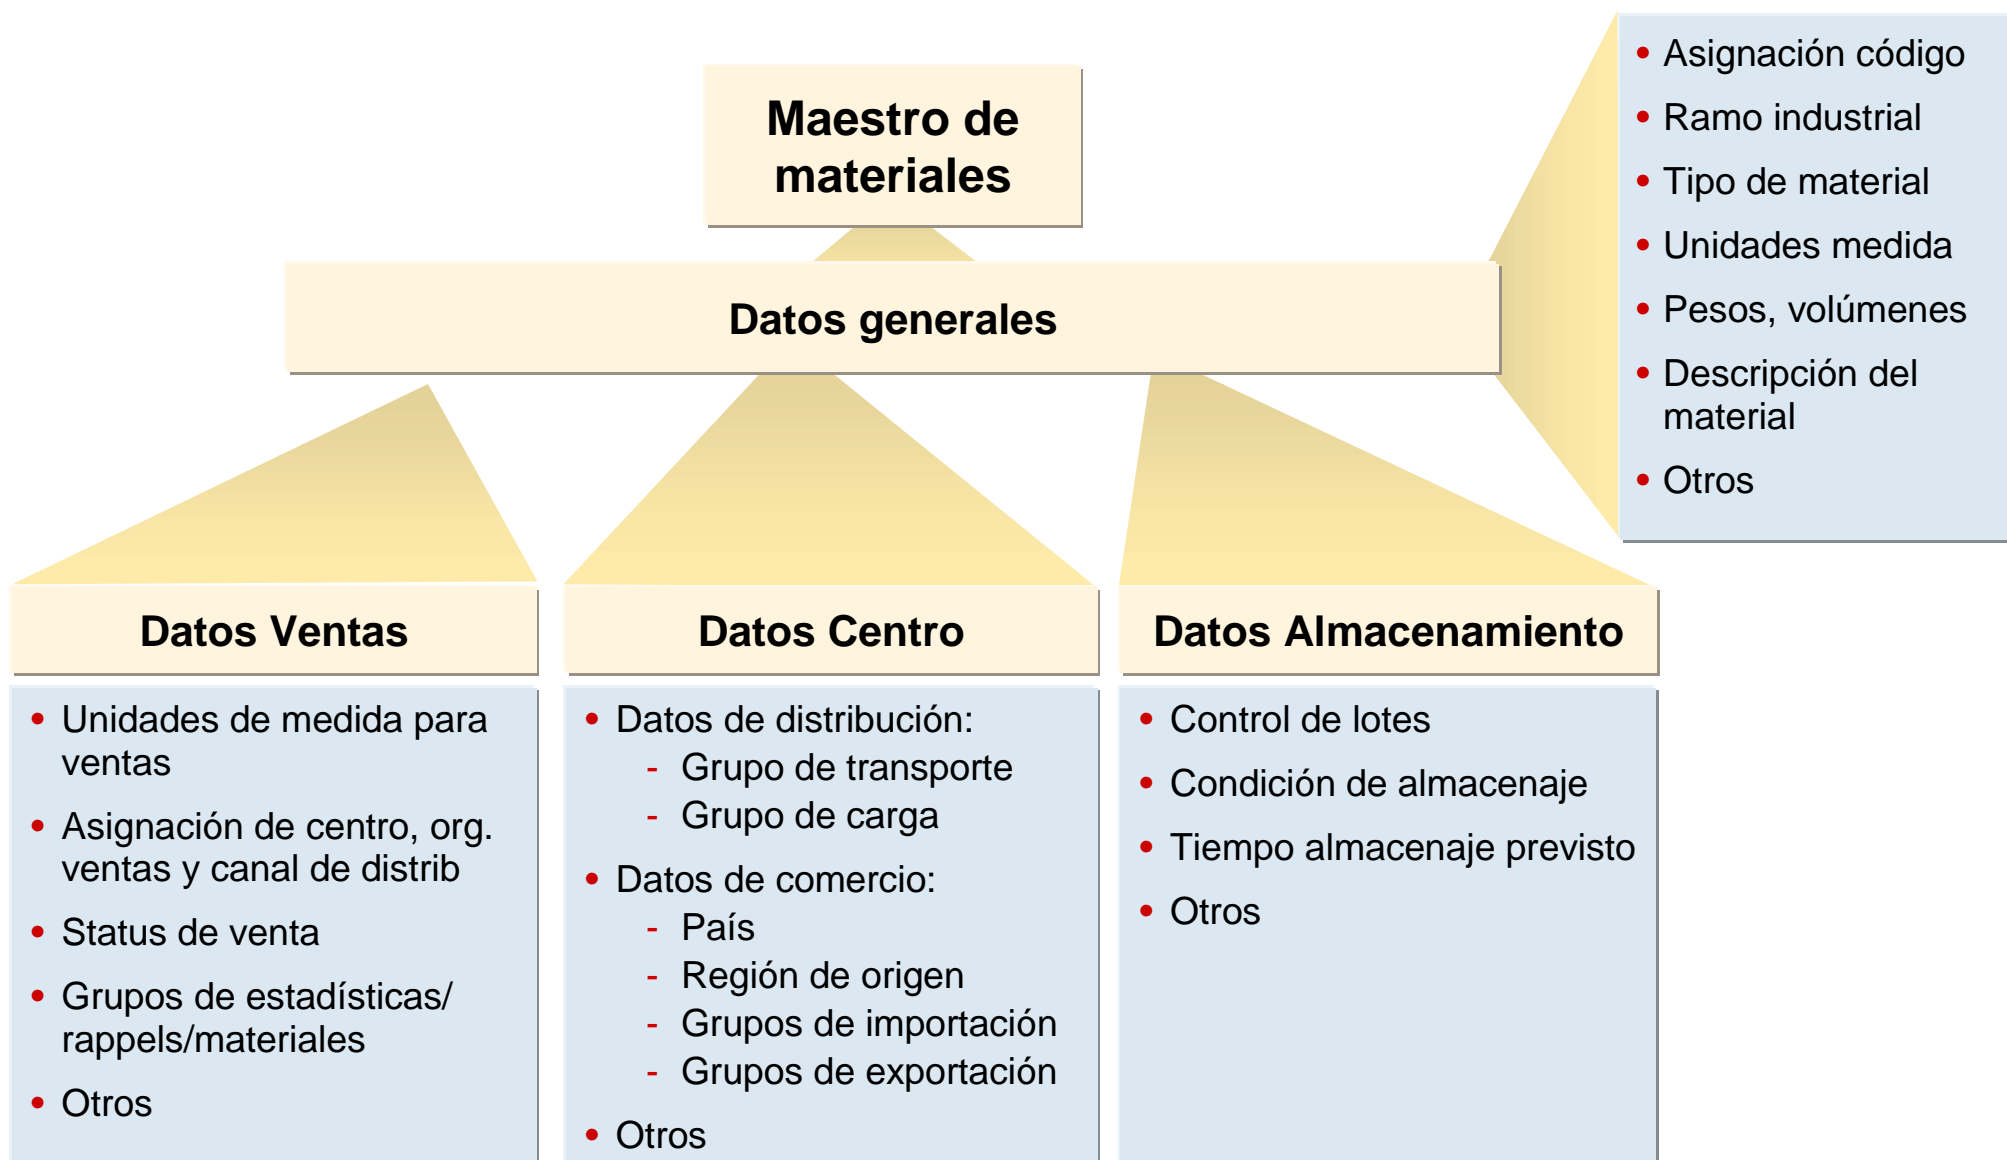 Maestro de
materiales
Datos generales
• Asignación código
• Ramo industrial
• Tipo de material
• Unidades medida
• Pesos, volúmenes
• Descripción del
material
• Otros
Datos Ventas
• Unidades de medida para
ventas
• Asignación de centro, org.
ventas y canal de distrib
• Status de venta
• Grupos de estadísticas/
rappels/materiales
• Otros
Datos Centro
• Datos de distribución:
- Grupo de transporte
- Grupo de carga
• Datos de comercio:
- País
- Región de origen
- Grupos de importación
- Grupos de exportación
• Otros
Datos Almacenamiento
• Control de lotes
• Condición de almacenaje
• Tiempo almacenaje previsto
• Otros